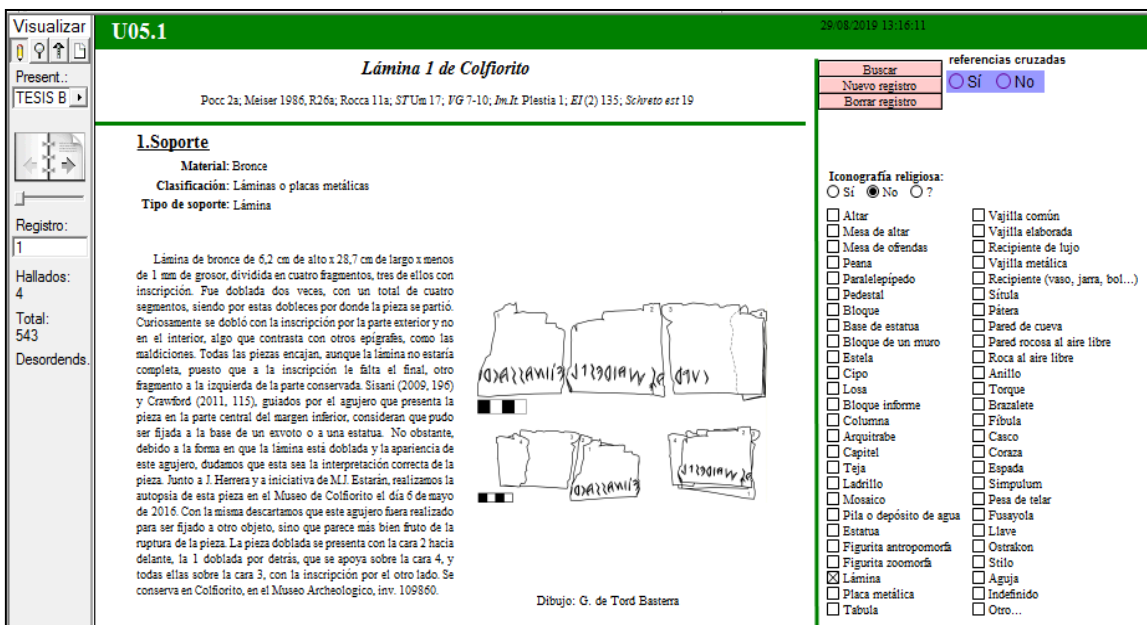 Visualizar
Present.:
TESIS B
Registro:
1
Hallados:
4
Total:
543
Desordends.
U05.1
29/08/2019 13:16:11
Lámina 1 de Colfiorito
Pocc 2a; Meiser 1986, R26a; Rocca 11a; STUm 17; VG 7-10; Im.It. Plestia 1; EI (2) 135; Schreto est 19
Buscar
Nuevo registro
Borrar registro
referencias cruzadas
Sí No
1.Soporte
Material: Bronce
Clasificación: Láminas o placas metálicas
Tipo de soporte: Lámina
Lámina de bronce de 6,2 cm de alto x 28,7 cm de largo x menos
de 1 mm de grosor, dividida en cuatro fragmentos, tres de ellos con
inscripción. Fue doblada dos veces, con un total de cuatro
segmentos, siendo por estas dobleces por donde la pieza se partió.
Curiosamente se dobló con la inscripción por la parte exterior y no
en el interior, algo que contrasta con otros epígrafes, como las
maldiciones. Todas las piezas encajan, aunque la lámina no estaría
completa, puesto que a la inscripción le falta el final, otro
fragmento a la izquierda de la parte conservada. Sisani (2009, 196)
y Crawford (2011, 115), guiados por el agujero que presenta la
pieza en la parte central del margen inferior, consideran que pudo
ser fijada a la base de un exvoto o a una estatua. No obstante,
debido a la forma en que la lámina está doblada y la apariencia de
este agujero, dudamos que esta sea la interpretación correcta de la
pieza. Junto a J. Herrera y a iniciativa de M.J. Estarán, realizamos la
autopsia de esta pieza en el Museo de Colfiorito el día 6 de mayo
de 2016. Con la misma descartamos que este agujero fuera realizado
para ser fijado a otro objeto, sino que parece más bien fruto de la
ruptura de la pieza. La pieza doblada se presenta con la cara 2 hacia
delante, la 1 doblada por detrás, que se apoya sobre la cara 4, y
todas ellas sobre la cara 3, con la inscripción por el otro lado. Se
conserva en Colfiorito, en el Museo Archeologico, inv. 109860.
Dibujo: G. de Tord Basterra
Iconografía religiosa:
Sí No ?
Altar
Mesa de altar
Mesa de ofrendas
Peana
Paralelepípedo
Pedestal
Bloque
Base de estatua
Bloque de un muro
Estela
Cipo
Losa
Bloque informe
Columna
Arquitrabe
Capitel
Teja
Ladrillo
Mosaico
Pila o depósito de agua
Estatua
Figurita antropomorfa
Figurita zoomorfa
Lámina
Placa metálica
Tabula
Vajilla común
Vajilla elaborada
Recipiente de lujo
Vajilla metálica
Recipiente (vaso, jarra, bol...)
Sítula
Pátera
Pared de cueva
Pared rocosa al aire libre
Roca al aire libre
Anillo
Torque
Brazalete
Fíbula
Casco
Coraza
Espada
Simpulum
Pesa de telar
Fusayola
Llave
Ostrakon
Stilo
Aguja
Indefinido
Otro...